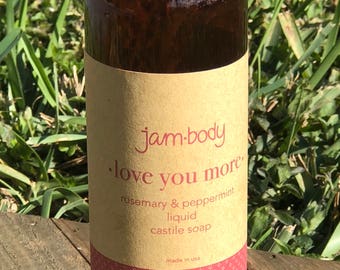 jam·body
·love you more·
rosemary & peppermint
liquid
castile soap
made in usa